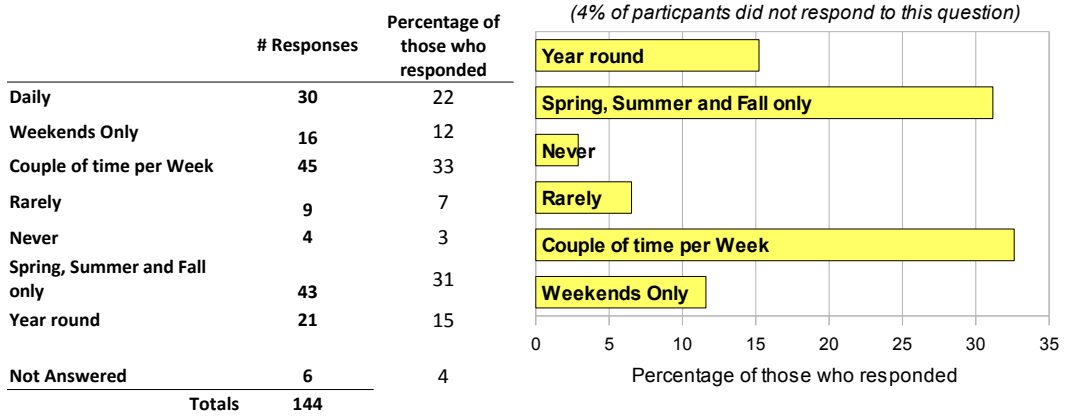 # Responses
Percentage of
those who
responded
Daily 30 22
Weekends Only 16 12
Couple of time per Week 45 33
Rarely 9 7
Never 4 3
Spring, Summer and Fall
only 43 31
Year round 21 15
Not Answered 6 4
Totals 144
(4% of particpants did not respond to this question)
Year round
Spring, Summer and Fall only
Never
Rarely
Couple of time per Week
Weekends Only
0 5 10 15 20 25 30 35
Percentage of those who responded